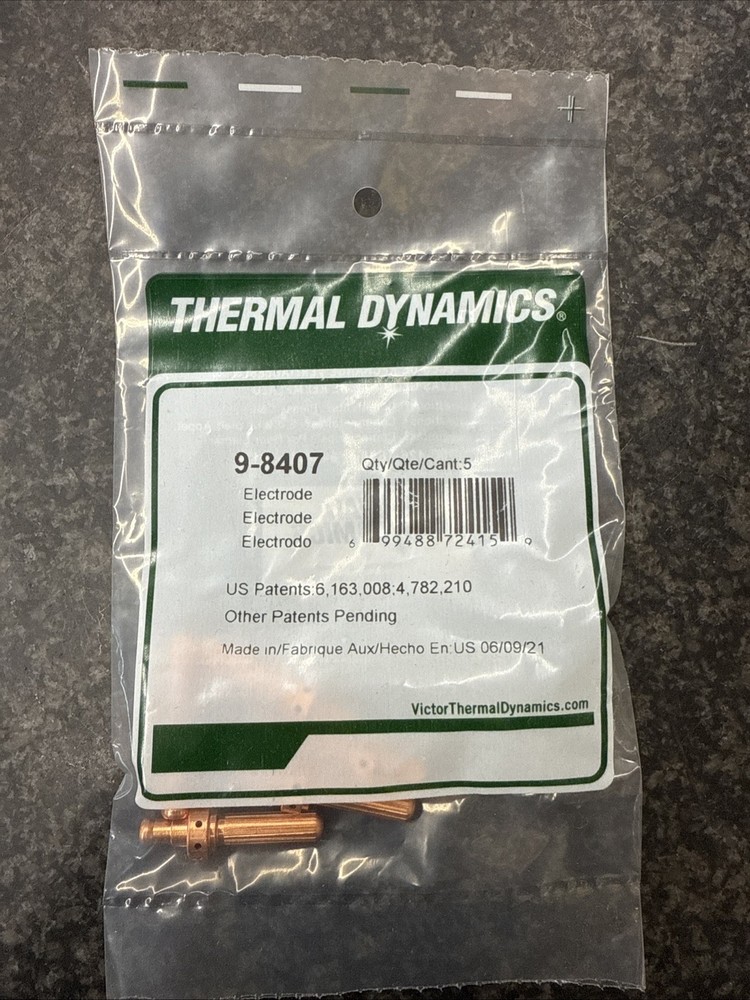 THERMAL DYNAMICS®
9-8407
Qty/Qte/Cant:5
Electrode
Electrode
Electrodo
6 99488 72415 9
US Patents:6,163,008:4,782,210
Other Patents Pending
Made in/Fabrique Aux/Hecho En:US 06/09/21
VictorThermalDynamics.com